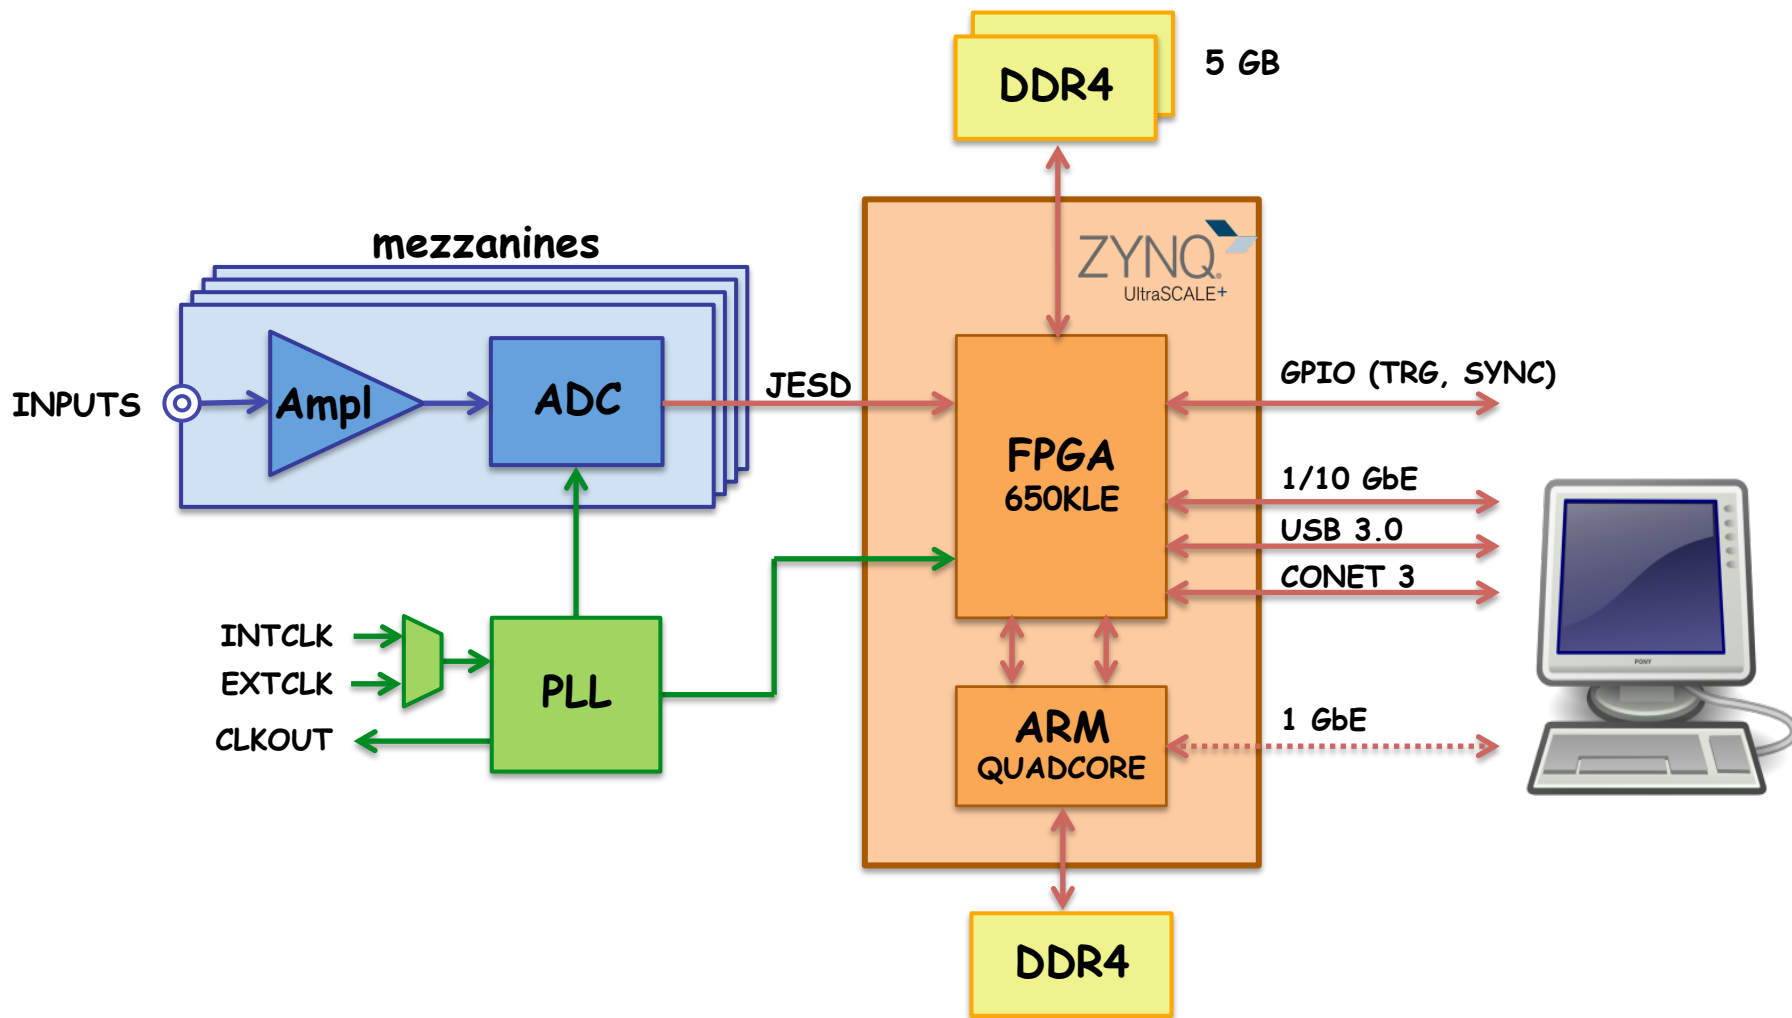 DDR4
5 GB
mezzanines
ZYNQ®
UltraSCALE+
INPUTS
Ampl
ADC
JESD
FPGA
650KLE
GPIO (TRG, SYNC)
1/10 GbE
USB 3.0
CONET 3
INTCLK
EXTCLK
CLKOUT
PLL
ARM
QUADCORE
1 GbE
PONY
DDR4